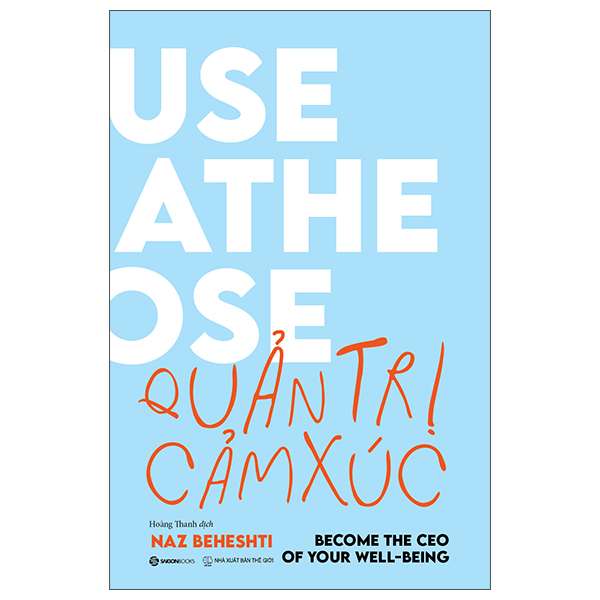 USE
ATHE
OSE
QUẢN TRỊ
CẢM XÚC
Hoàng Thanh dịch
NAZ BEHESHTI
SAIGONBOOKS
NHÀ XUẤT BẢN THẾ GIỚI
BECOME THE CEO
OF YOUR WELL-BEING